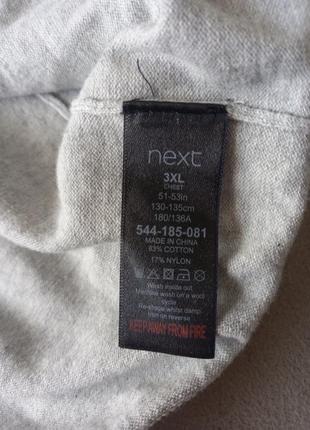 next
3XL
CHEST
51-53in
130-135cm
180/136A
544-185-081
MADE IN CHINA
83% COTTON
17% NYLON
Wash inside out
Machine wash on a wool
cycle
Re-shape whilst damp
Iron on reverse
KEEP AWAY FROM FIRE